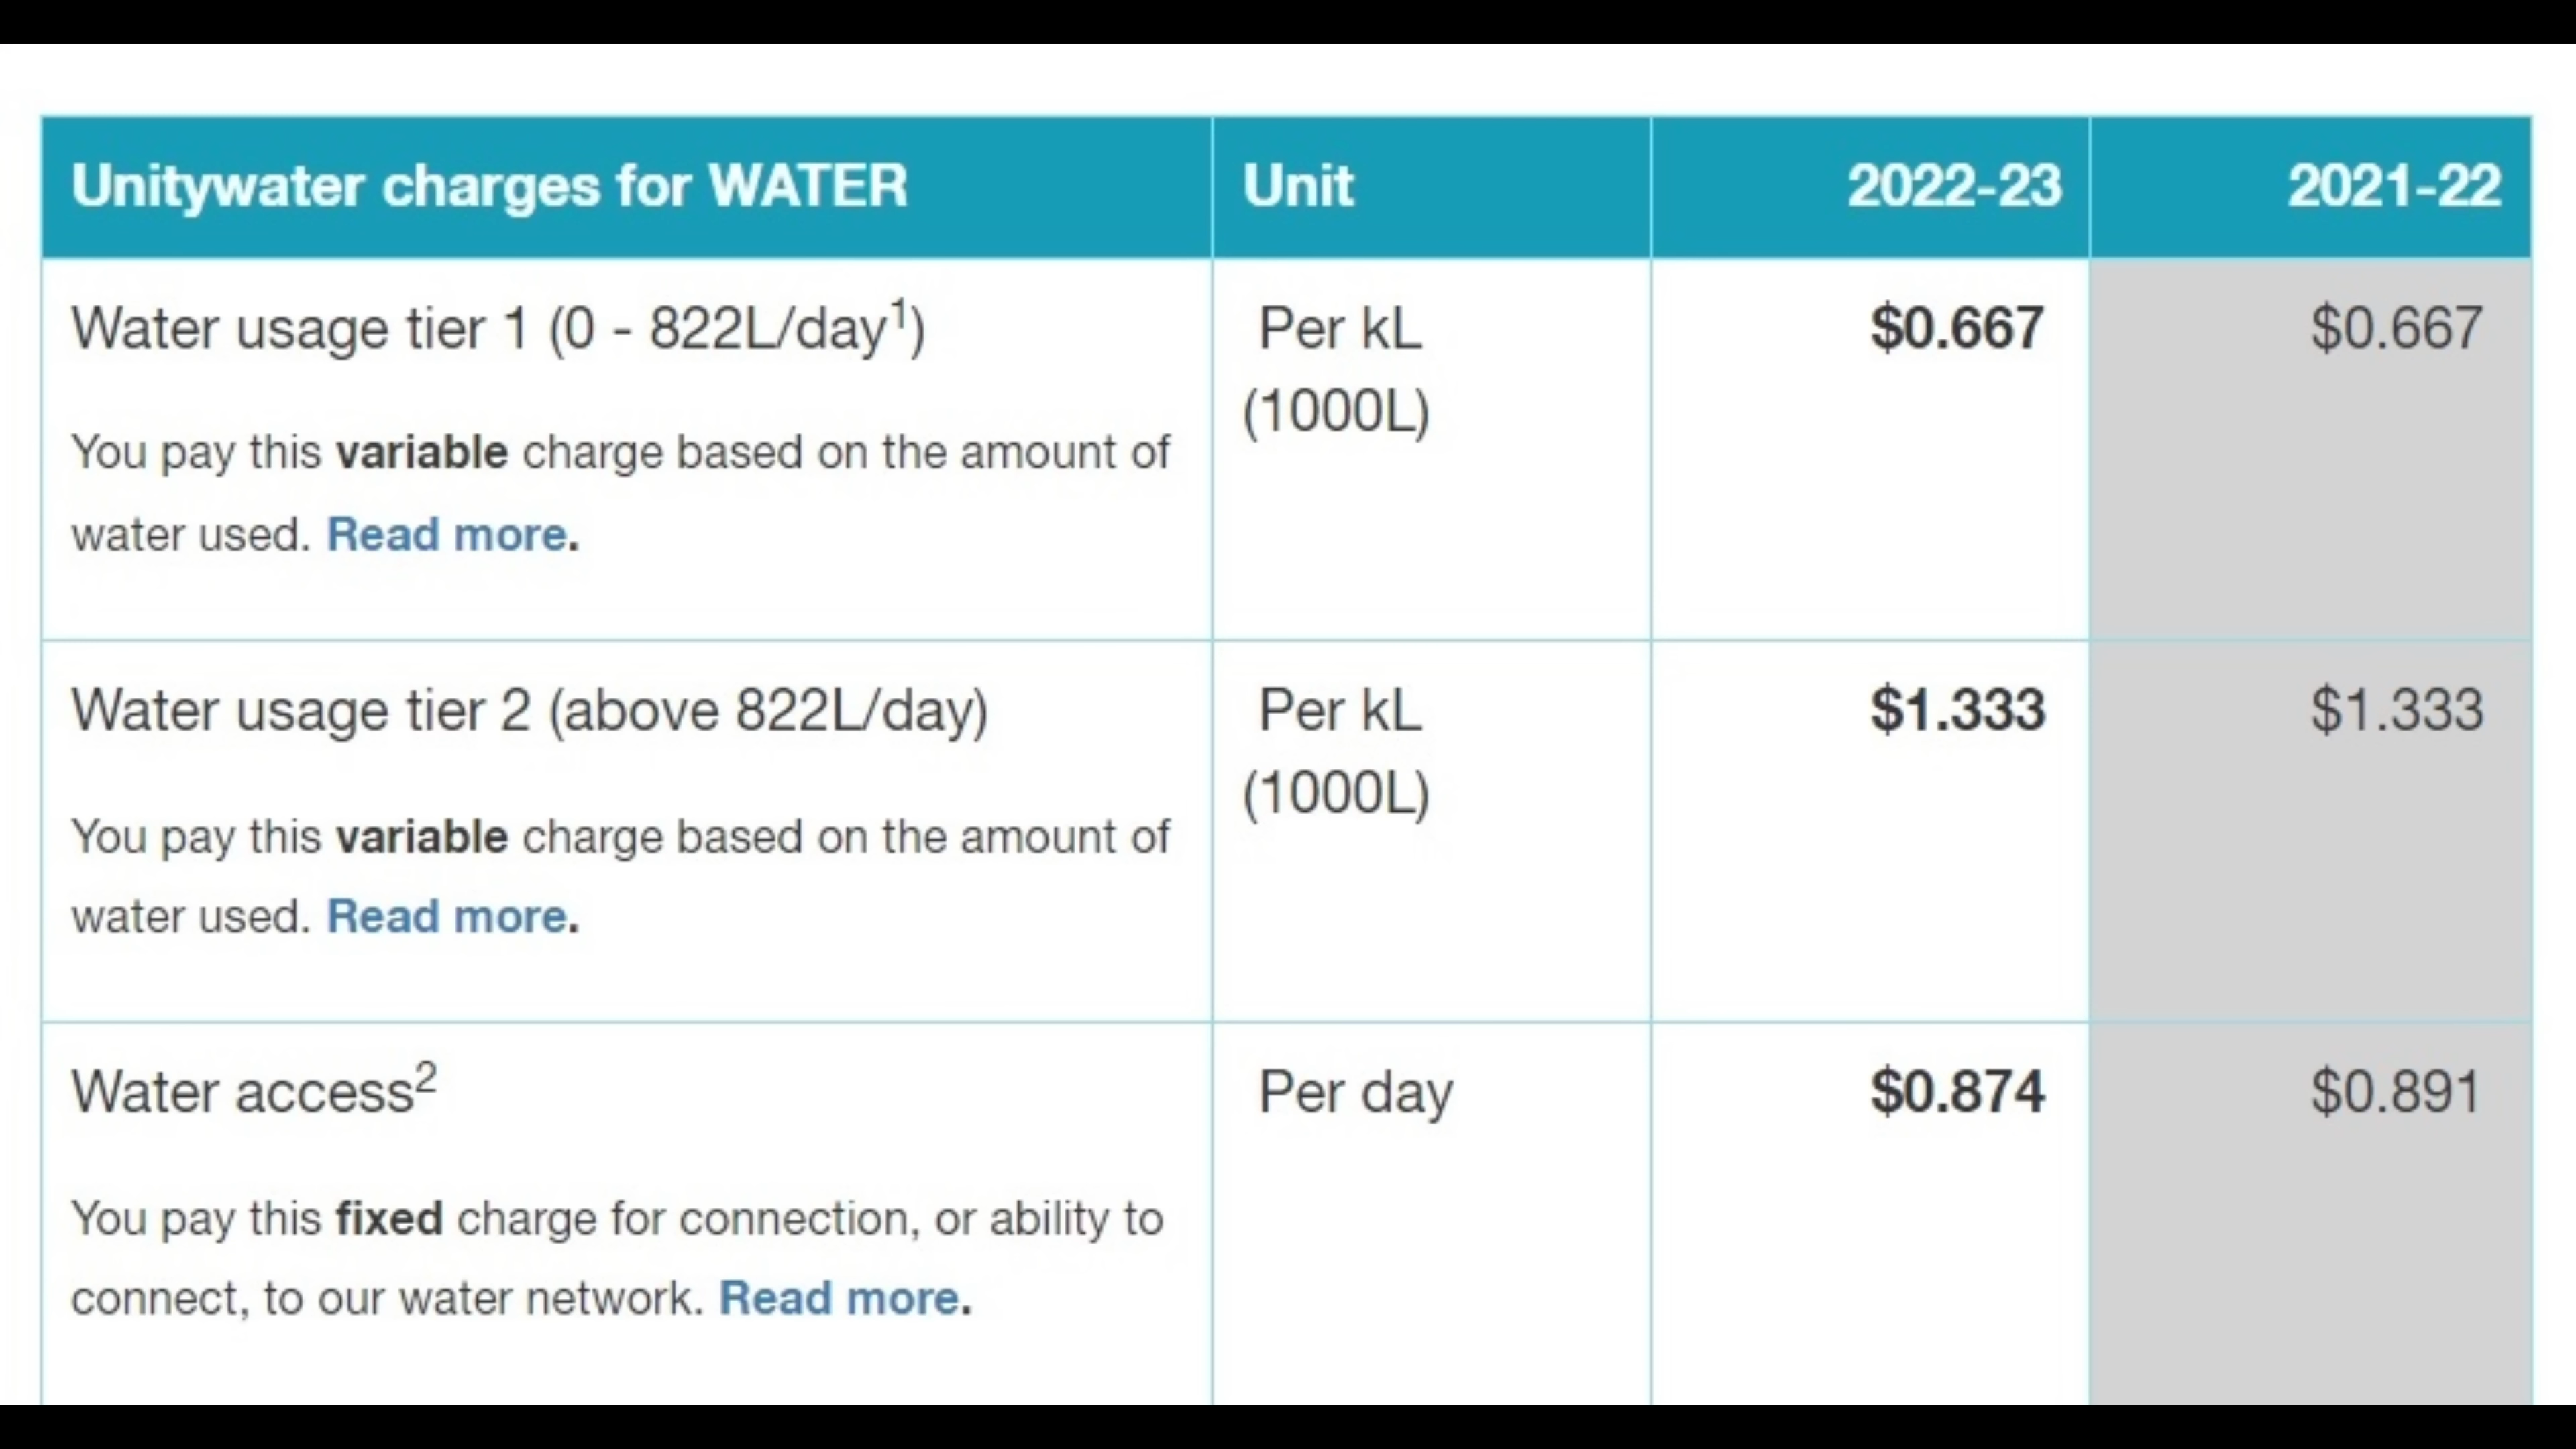 Unitywater charges for WATER Unit 2022-23 2021-22
Water usage tier 1 (0 - 822L/day¹) Per kL $0.667 $0.667
(1000L)
You pay this variable charge based on the amount of
water used. Read more.
Water usage tier 2 (above 822L/day) Per kL $1.333 $1.333
(1000L)
You pay this variable charge based on the amount of
water used. Read more.
Water access² Per day $0.874 $0.891
You pay this fixed charge for connection, or ability to
connect, to our water network. Read more.